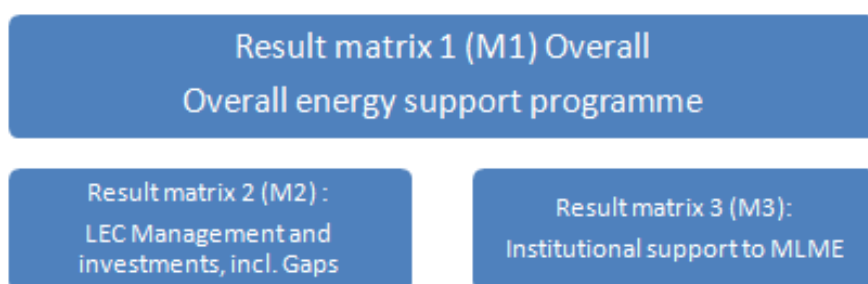 Result matrix 1 (M1) Overall
Overall energy support programme
Result matrix 2 (M2) :
LEC Management and
investments, incl. Gaps
Result matrix 3 (M3):
Institutional support to MLME